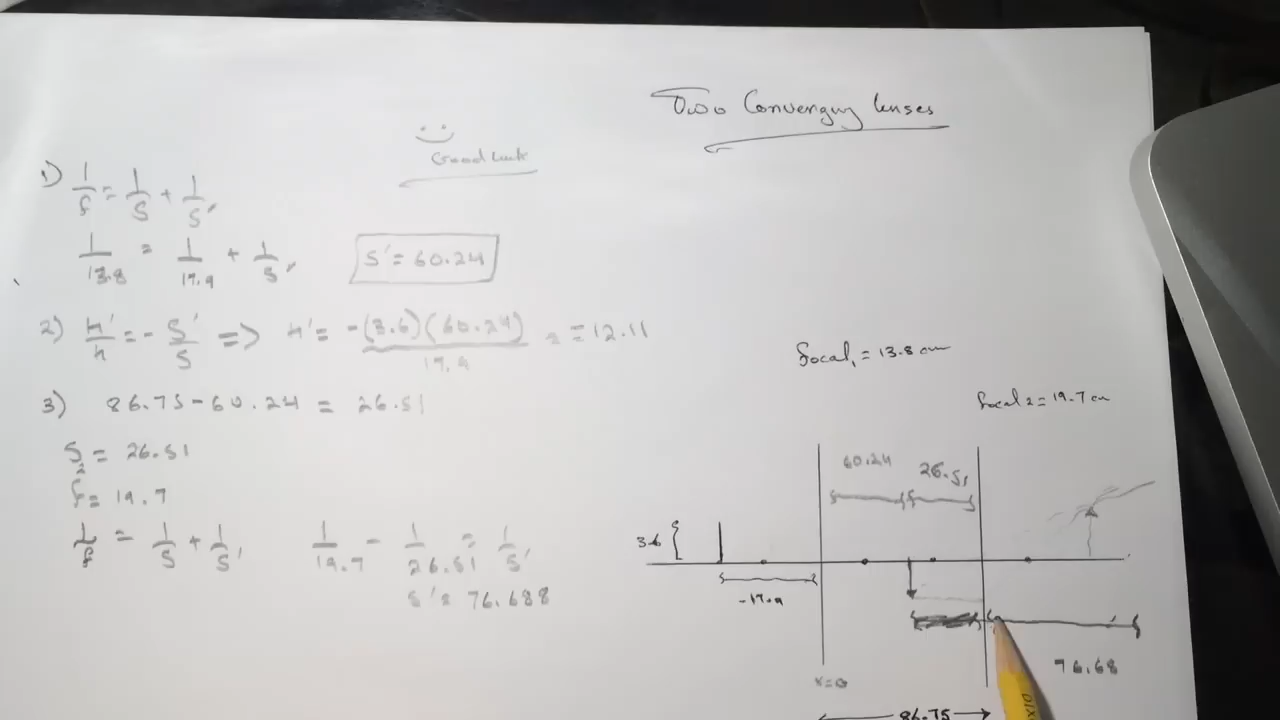 Two Converging lenses
Good Luck
1) 1/f = 1/S + 1/S'
1/13.8 = 1/17.9 + 1/S'
S' = 60.24
2) H'/h = - S'/S => h' = -(3.6)(60.24)/17.9 = = 12.11
3) 86.75 - 60.24 = 26.51
S2 = 26.51
f = 19.7
1/f = 1/S + 1/S'
1/19.7 - 1/26.51 = 1/S'
S' = 76.688
focal1 = 13.8 cm
focal2 = 19.7 cm
60.24
26.51
3.6
-17.9
76.68
x=0
86.75